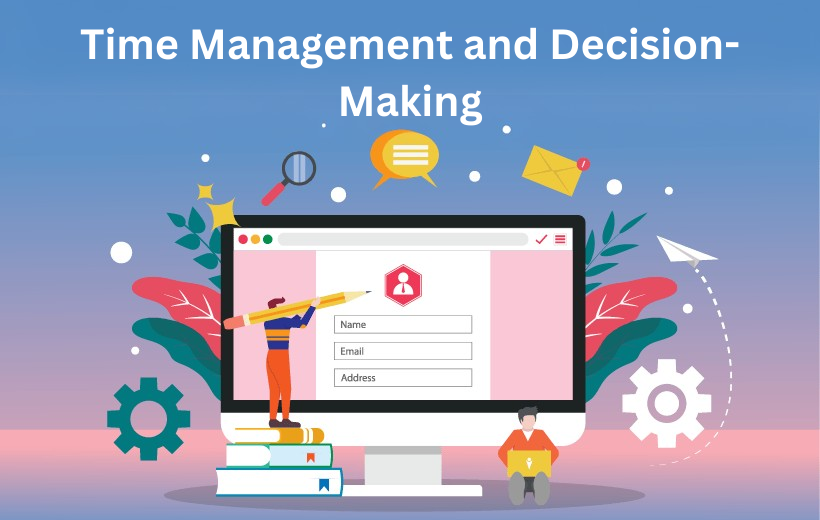 Time Management and Decision-
Making
Name
Email
Address